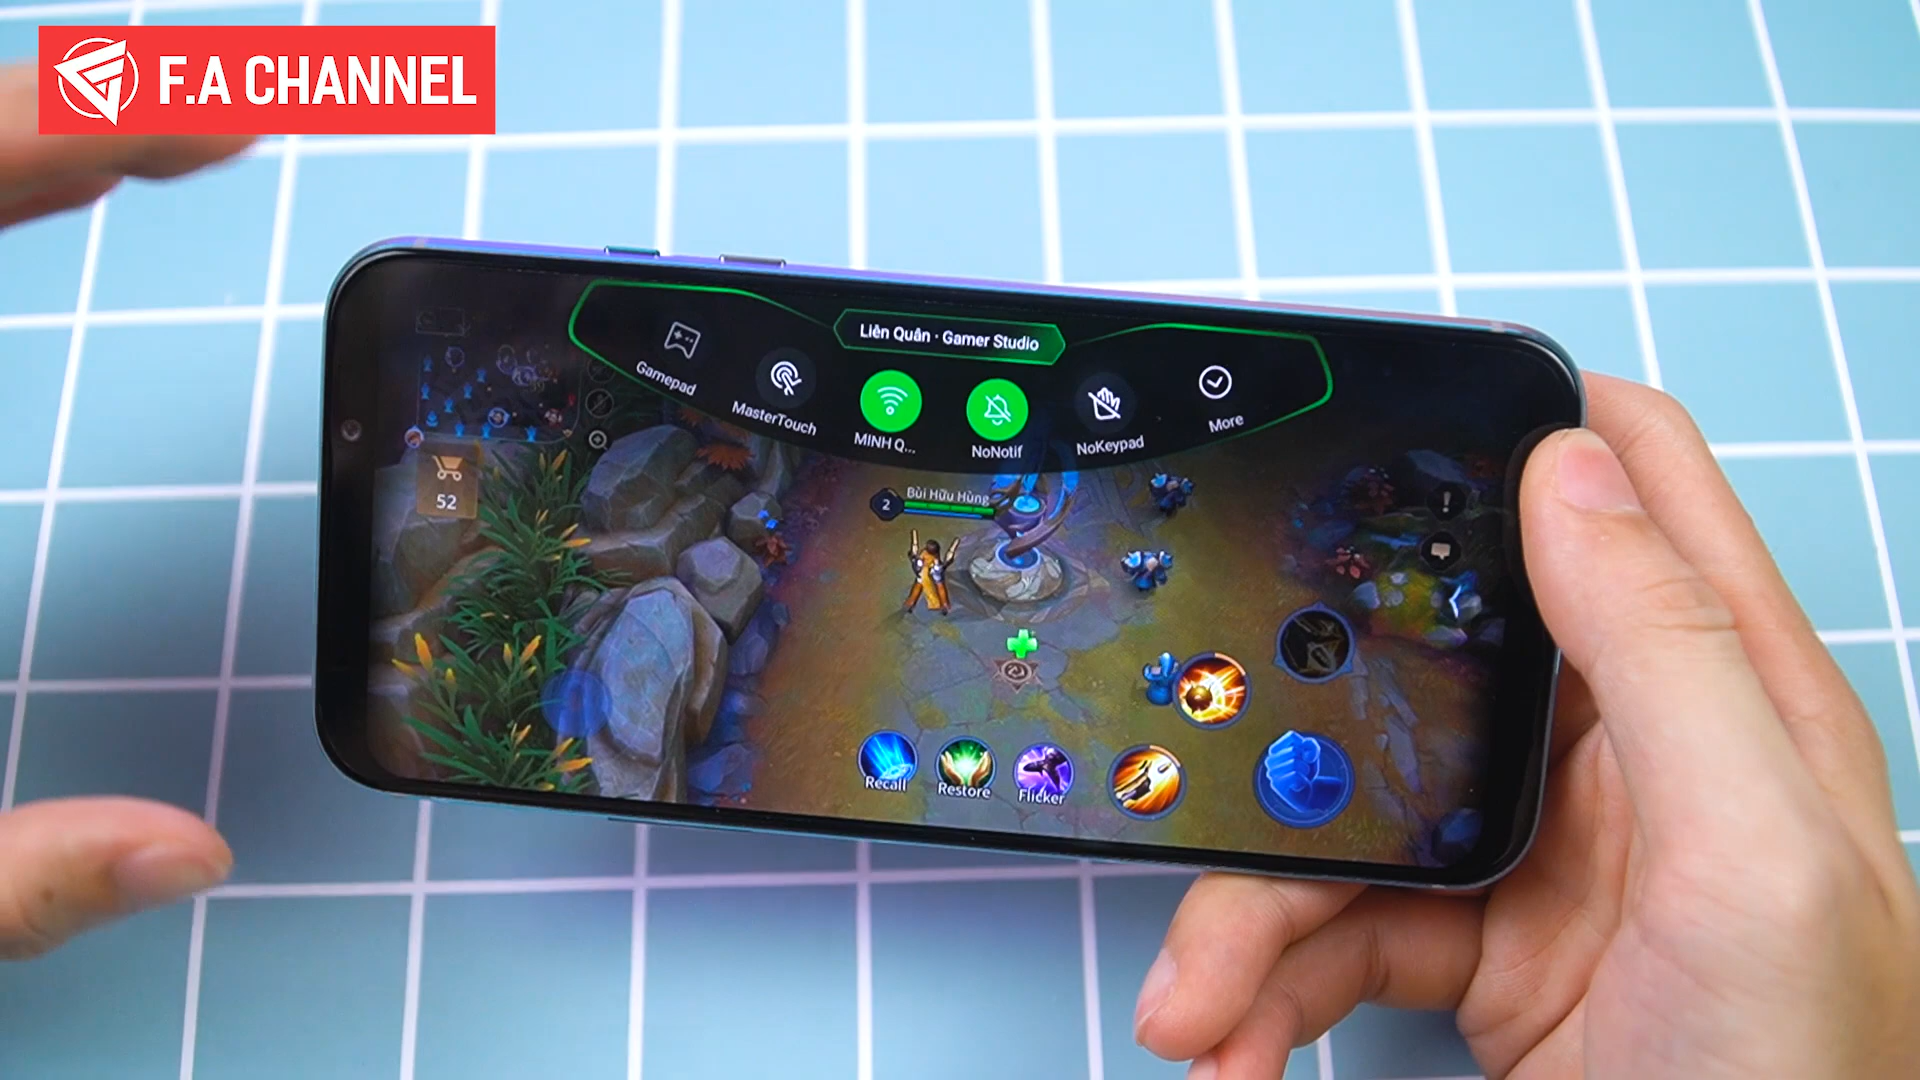 F.A CHANNEL
Liên Quân · Gamer Studio
Gamepad
MasterTouch
MINH Q...
NoNotif
NoKeypad
More
52
2
Bùi Hữu Hùng
Recall
Restore
Flicker